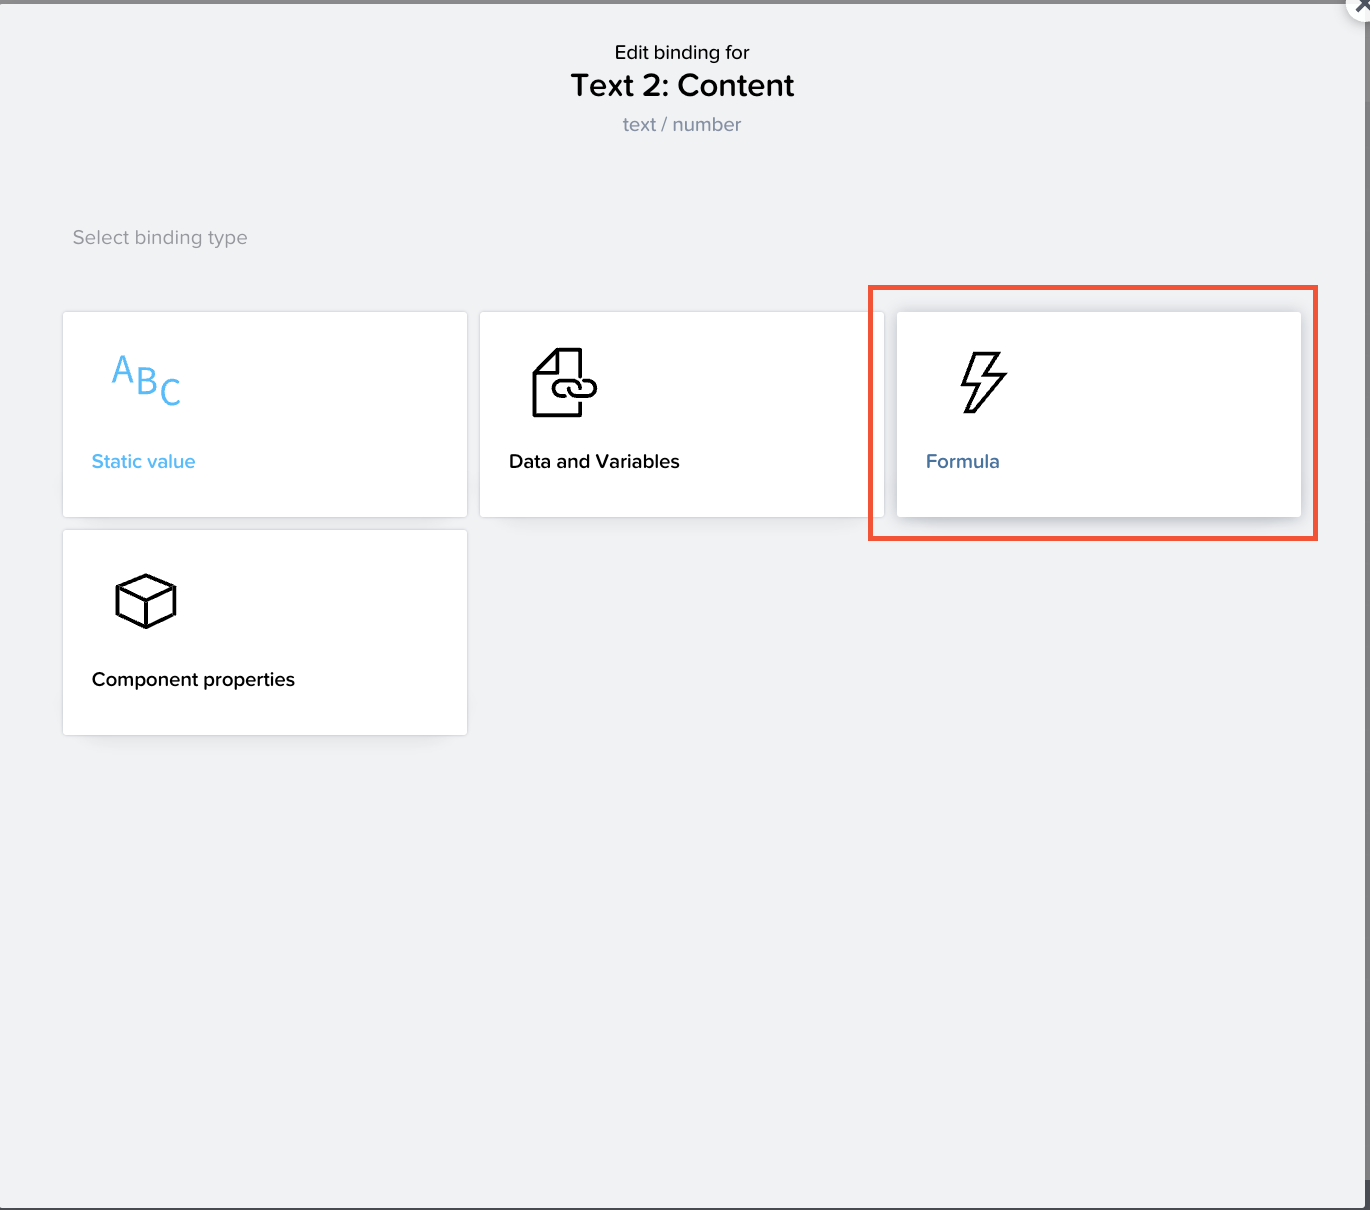 Edit binding for
Text 2: Content
text / number
Select binding type
A B C
Static value
Data and Variables
Formula
Component properties